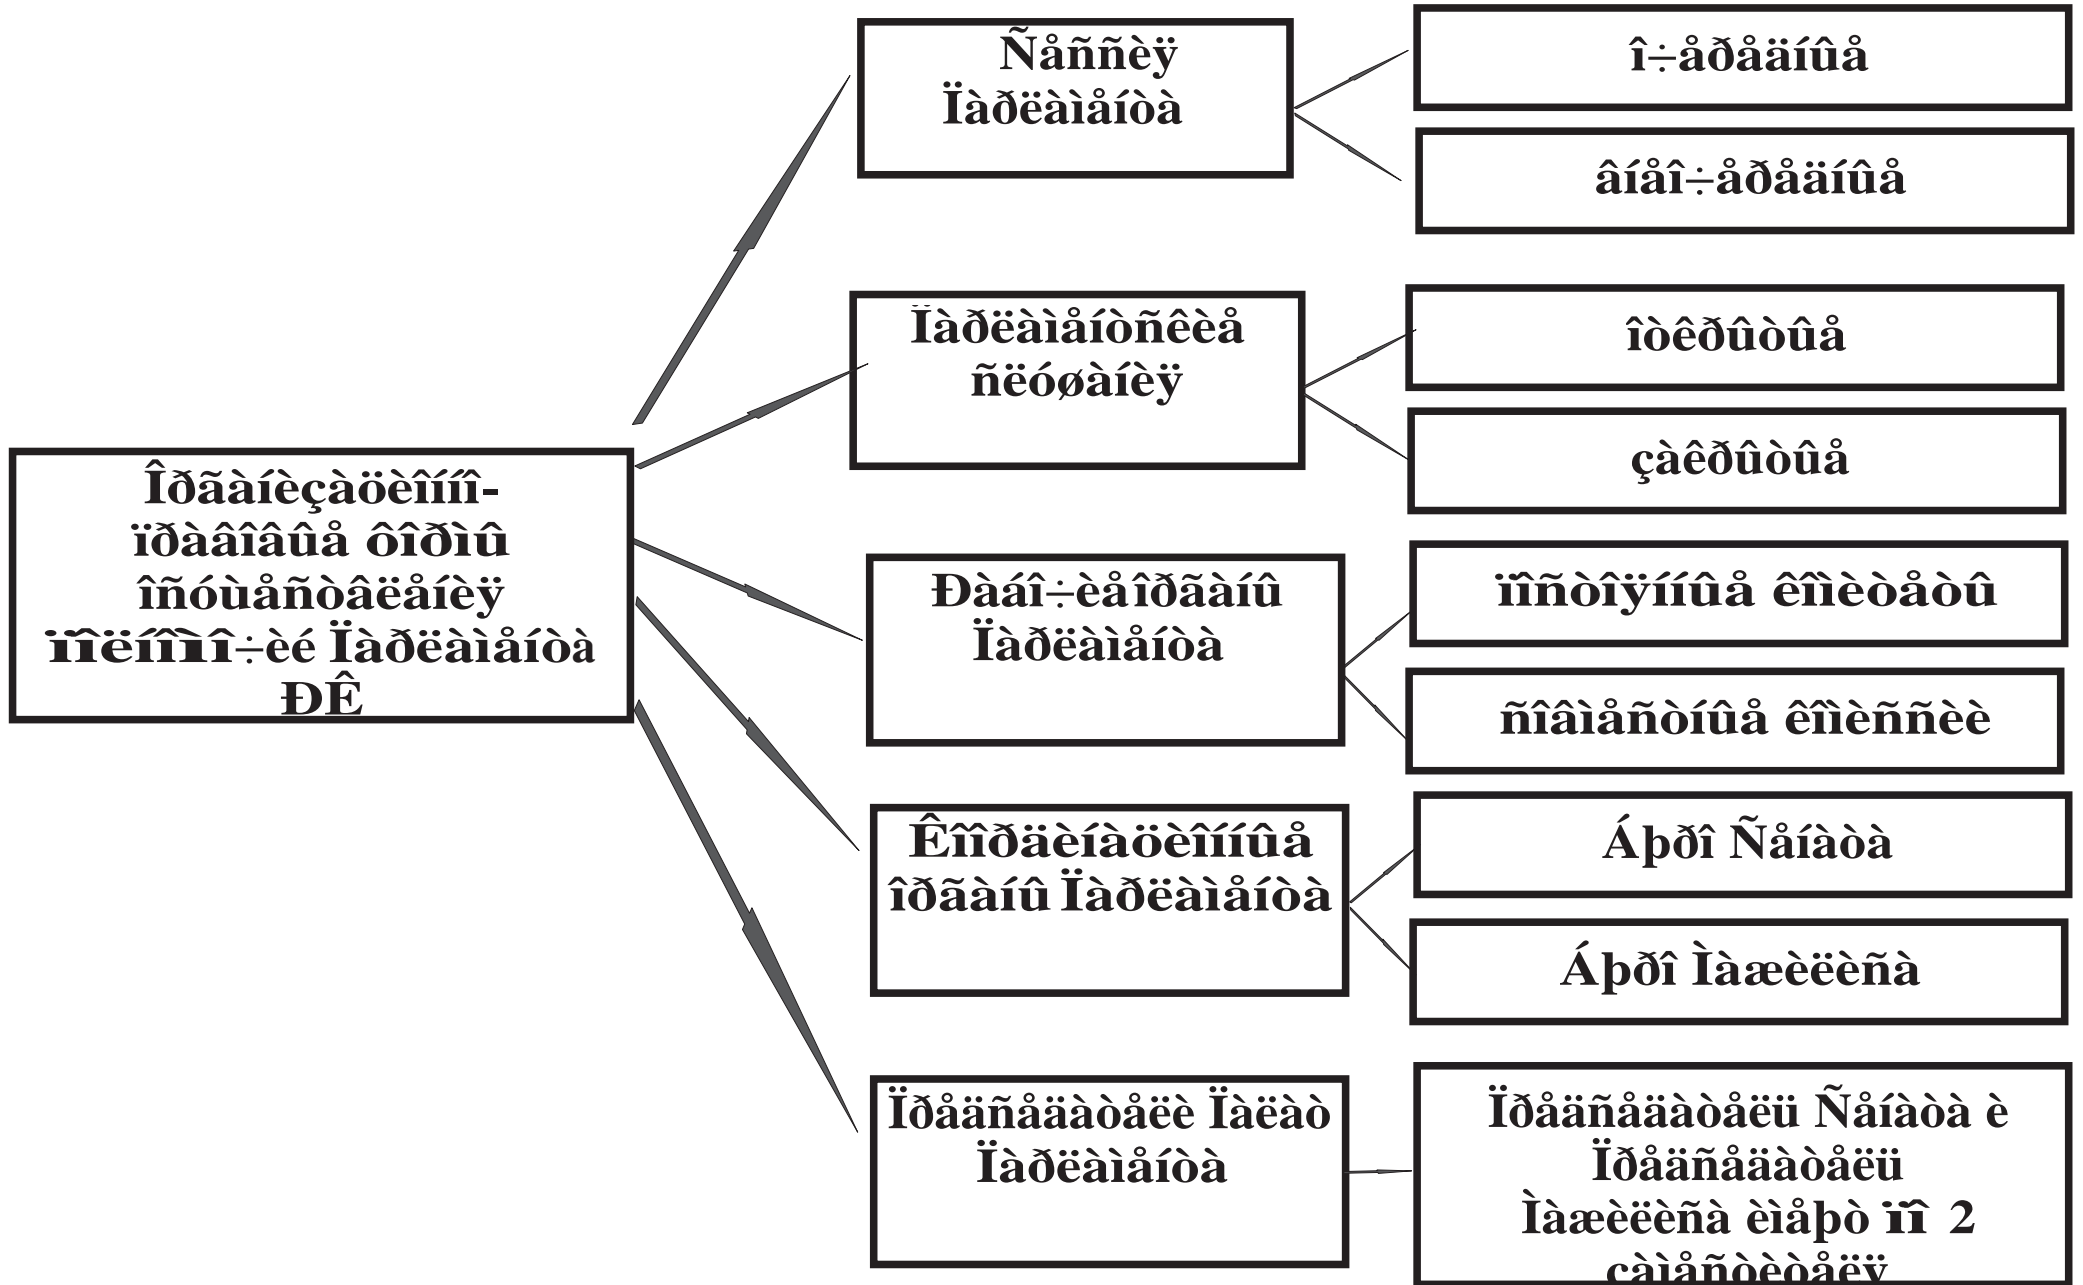 Îðãàíèçàöèîííî-
ïðàâîâûå ôîðìû
îñóùåñòâëåíèÿ
ïîëíîìî÷èé Ïàðëàìåíòà
ÐÊ
Ñåññèÿ
Ïàðëàìåíòà
î÷åðåäíûå
âíåî÷åðåäíûå
Ïàðëàìåíòñêèå
ñëóøàíèÿ
îòêðûòûå
çàêðûòûå
Ðàáî÷èå îðãàíû
Ïàðëàìåíòà
ïîñòîÿííûå êîìèòåòû
ñîâìåñòíûå êîìèññèè
Êîîðäèíàöèîííûå
îðãàíû Ïàðëàìåíòà
Áþðî Ñåíàòà
Áþðî Ìàæèëèñà
Ïðåäñåäàòåëè Ïàëàò
Ïàðëàìåíòà
Ïðåäñåäàòåëü Ñåíàòà è
Ïðåäñåäàòåëü
Ìàæèëèñà èìåþò ïî 2
çàìåñòèòåëÿ